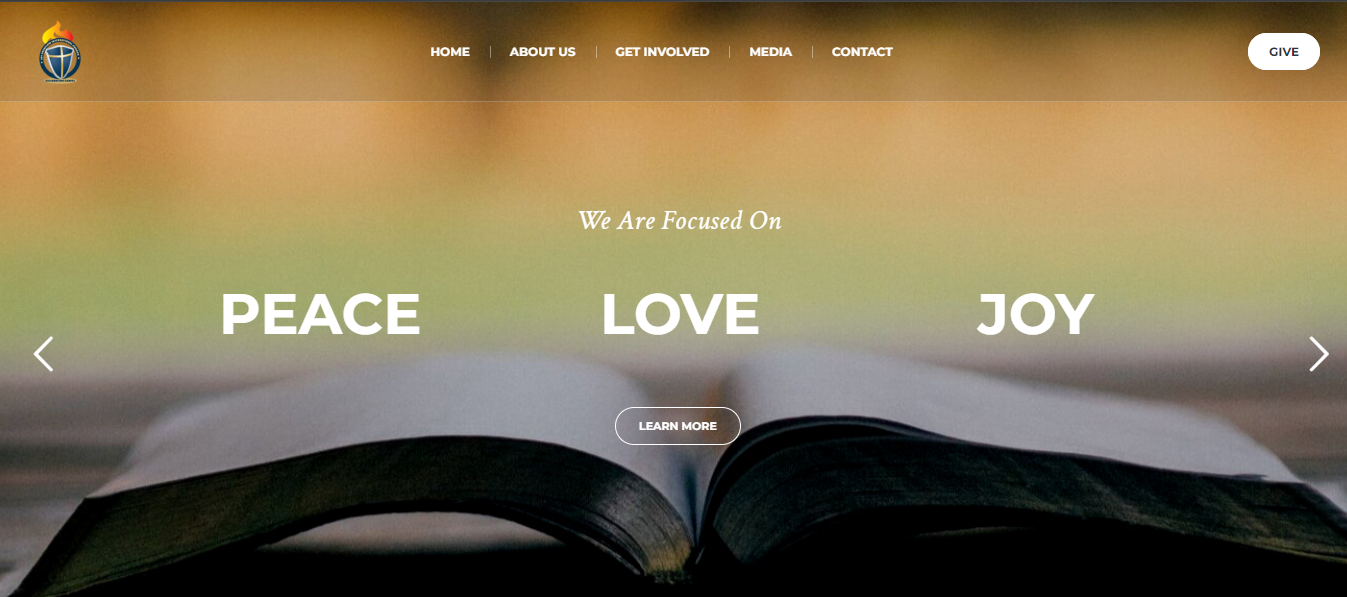 HOME ABOUT US GET INVOLVED MEDIA CONTACT GIVE
We Are Focused On
PEACE LOVE JOY
LEARN MORE